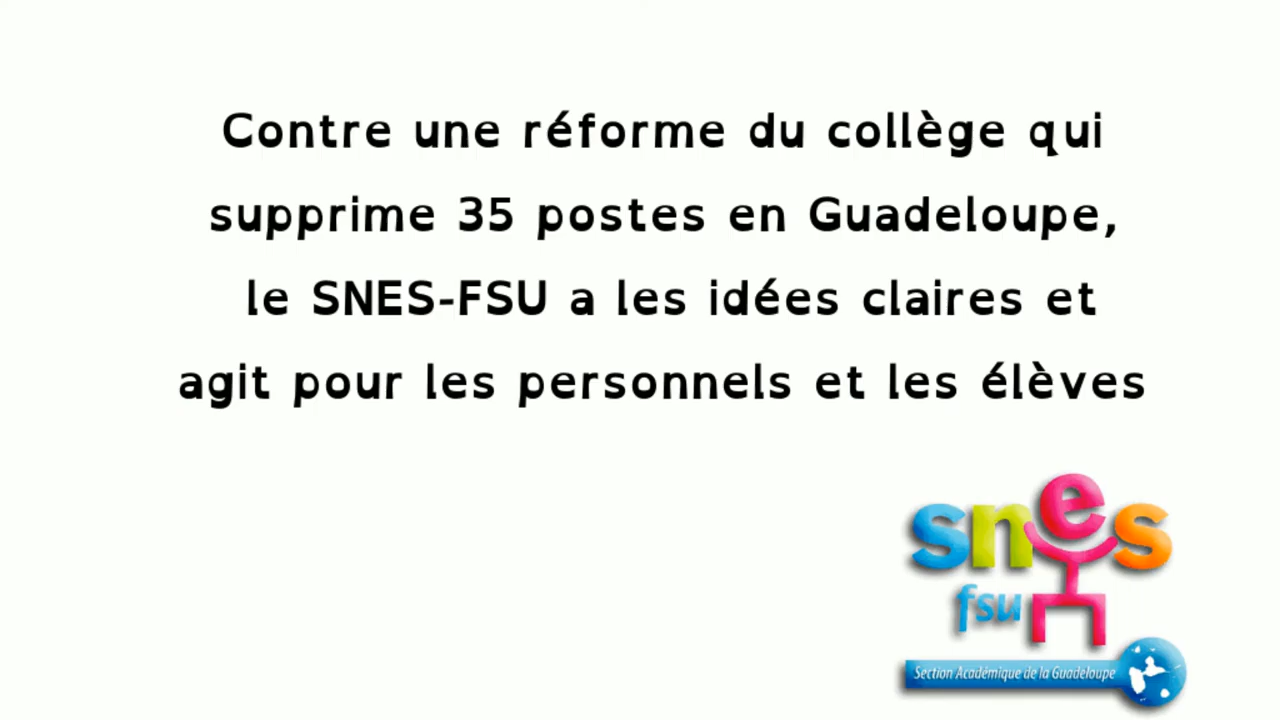 Contre une réforme du collège qui
supprime 35 postes en Guadeloupe,
le SNES-FSU a les idées claires et
agit pour les personnels et les élèves
snes
fsu
Section Académique de la Guadeloupe